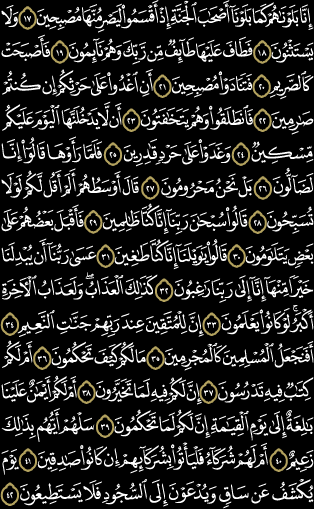 إِنَّا بَلَوْنَٰهُمْ كَمَا بَلَوْنَآ أَصْحَٰبَ ٱلْجَنَّةِ إِذْ أَقْسَمُوا۟ لَيَصْرِمُنَّهَا مُصْبِحِينَ ١٧ وَلَا
يَسْتَثْنُونَ ١٨ فَطَافَ عَلَيْهَا طَآئِفٌ مِّن رَّبِّكَ وَهُمْ نَآئِمُونَ ١٩ فَأَصْبَحَتْ
كَٱلصَّرِيمِ ٢٠ فَتَنَادَوْا۟ مُصْبِحِينَ ٢١ أَنِ ٱغْدُوا۟ عَلَىٰ حَرْثِكُمْ إِن كُنتُمْ
صَٰرِمِينَ ٢٢ فَٱنطَلَقُوا۟ وَهُمْ يَتَخَٰفَتُونَ ٢٣ أَن لَّا يَدْخُلَنَّهَا ٱلْيَوْمَ عَلَيْكُم
مِّسْكِينٌ ٢٤ وَغَدَوْا۟ عَلَىٰ حَرْدٍ قَٰدِرِينَ ٢٥ فَلَمَّا رَأَوْهَا قَالُوٓا۟ إِنَّا
لَضَآلُّونَ ٢٦ بَلْ نَحْنُ مَحْرُومُونَ ٢٧ قَالَ أَوْسَطُهُمْ أَلَمْ أَقُل لَّكُمْ لَوْلَا
تُسَبِّحُونَ ٢٨ قَالُوا۟ سُبْحَٰنَ رَبِّنَآ إِنَّا كُنَّا ظَٰلِمِينَ ٢٩ فَأَقْبَلَ بَعْضُهُمْ عَلَىٰ
بَعْضٍ يَتَلَٰوَمُونَ ٣٠ قَالُوا۟ يَٰوَيْلَنَآ إِنَّا كُنَّا طَٰغِينَ ٣١ عَسَىٰ رَبُّنَآ أَن يُبْدِلَنَا
خَيْرًا مِّنْهَآ إِنَّآ إِلَىٰ رَبِّنَا رَٰغِبُونَ ٣٢ كَذَٰلِكَ ٱلْعَذَابُ ۖ وَلَعَذَابُ ٱلْءَاخِرَةِ
أَكْبَرُ ۚ لَوْ كَانُوا۟ يَعْلَمُونَ ٣٣ إِنَّ لِلْمُتَّقِينَ عِندَ رَبِّهِمْ جَنَّٰتِ ٱلنَّعِيمِ ٣٤
أَفَنَجْعَلُ ٱلْمُسْلِمِينَ كَٱلْمُجْرِمِينَ ٣٥ مَا لَكُمْ كَيْفَ تَحْكُمُونَ ٣٦ أَمْ لَكُمْ
كِتَٰبٌ فِيهِ تَدْرُسُونَ ٣٧ إِنَّ لَكُمْ فِيهِ لَمَا تَخَيَّرُونَ ٣٨ أَمْ لَكُمْ أَيْمَٰنٌ عَلَيْنَا
بَٰلِغَةٌ إِلَىٰ يَوْمِ ٱلْقِيَٰمَةِ ۙ إِنَّ لَكُمْ لَمَا تَحْكُمُونَ ٣٩ سَلْهُمْ أَيُّهُم بِذَٰلِكَ
زَعِيمٌ ٤٠ أَمْ لَهُمْ شُرَكَآءُ فَلْيَأْتُوا۟ بِشُرَكَآئِهِمْ إِن كَانُوا۟ صَٰدِقِينَ ٤١ يَوْمَ
يُكْشَفُ عَن سَاقٍ وَيُدْعَوْنَ إِلَى ٱلسُّجُودِ فَلَا يَسْتَطِيعُونَ ٤٢